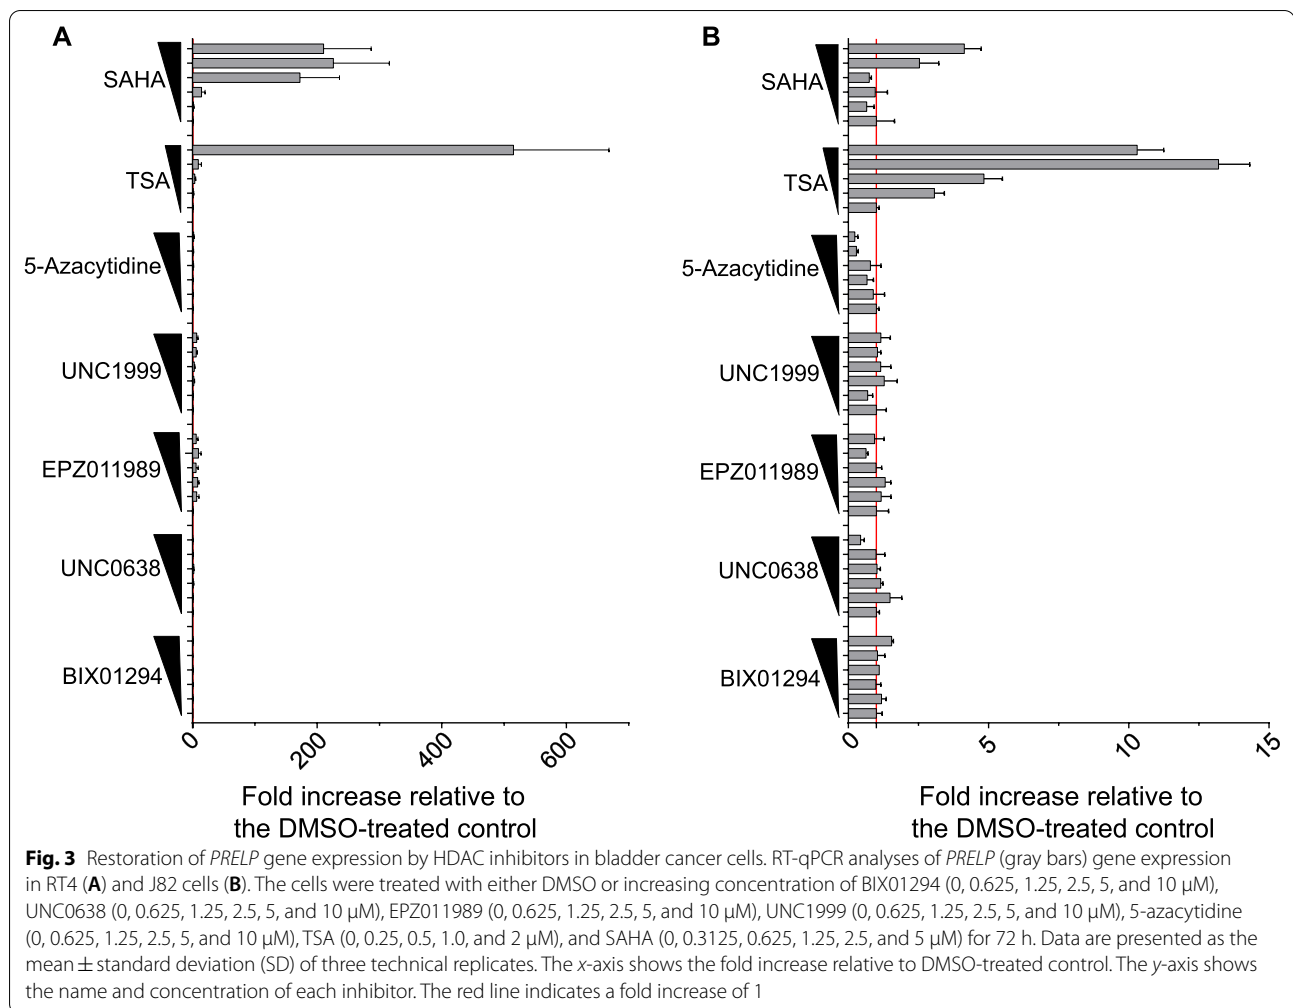 A
SAHA
TSA
5-Azacytidine
UNC1999
EPZ011989
UNC0638
BIX01294
0
200
400
600
Fold increase relative to
the DMSO-treated control
B
SAHA
TSA
5-Azacytidine
UNC1999
EPZ011989
UNC0638
BIX01294
0
5
10
15
Fold increase relative to
the DMSO-treated control
Fig. 3 Restoration of PRELP gene expression by HDAC inhibitors in bladder cancer cells. RT-qPCR analyses of PRELP (gray bars) gene expression
in RT4 (A) and J82 cells (B). The cells were treated with either DMSO or increasing concentration of BIX01294 (0, 0.625, 1.25, 2.5, 5, and 10 µM),
UNC0638 (0, 0.625, 1.25, 2.5, 5, and 10 µM), EPZ011989 (0, 0.625, 1.25, 2.5, 5, and 10 µM), UNC1999 (0, 0.625, 1.25, 2.5, 5, and 10 µM), 5-azacytidine
(0, 0.625, 1.25, 2.5, 5, and 10 µM), TSA (0, 0.25, 0.5, 1.0, and 2 µM), and SAHA (0, 0.3125, 0.625, 1.25, 2.5, and 5 µM) for 72 h. Data are presented as the
mean ± standard deviation (SD) of three technical replicates. The x-axis shows the fold increase relative to DMSO-treated control. The y-axis shows
the name and concentration of each inhibitor. The red line indicates a fold increase of 1